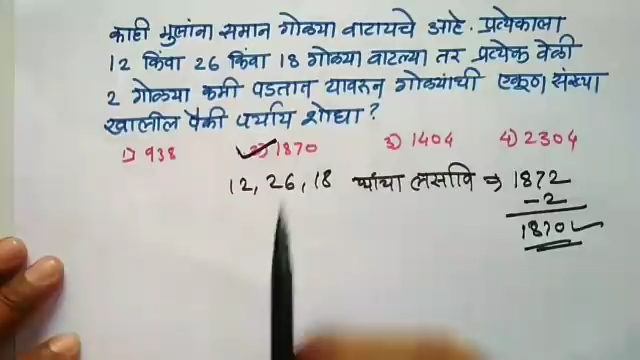 काही मुलांना समान गोळ्या वाटायचे आहे. प्रत्येकाला
12 किंवा 26 किंवा 18 गोळ्या वाटल्या तर प्रत्येक वेळी
2 गोळ्या कमी पडतात यावरून गोळ्यांची एकूण संख्या
खालील पैकी पर्याय शोधा?
1) 938 2) 1870 3) 1404 4) 2304
12, 26, 18 यांचा लसावि ⇒ 1872
-2
1870